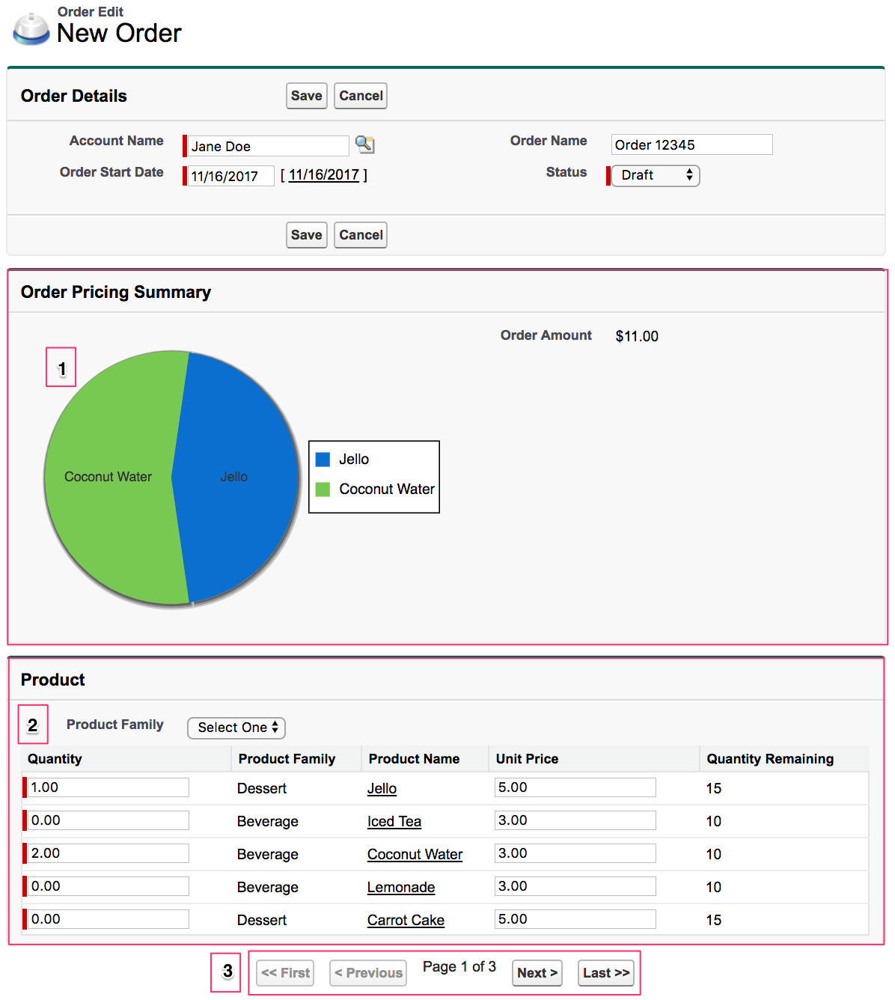 Order Edit
New Order
Order Details Save Cancel
Account Name Jane Doe Order Name Order 12345
Order Start Date 11/16/2017 [ 11/16/2017 ] Status Draft
Save Cancel
Order Pricing Summary
Order Amount $11.00
1
Coconut Water Jello
Jello
Coconut Water
Product
2 Product Family Select One
Quantity Product Family Product Name Unit Price Quantity Remaining
1.00 Dessert Jello 5.00 15
0.00 Beverage Iced Tea 3.00 10
2.00 Beverage Coconut Water 3.00 10
0.00 Beverage Lemonade 3.00 10
0.00 Dessert Carrot Cake 5.00 15
3 << First < Previous Page 1 of 3 Next > Last >>